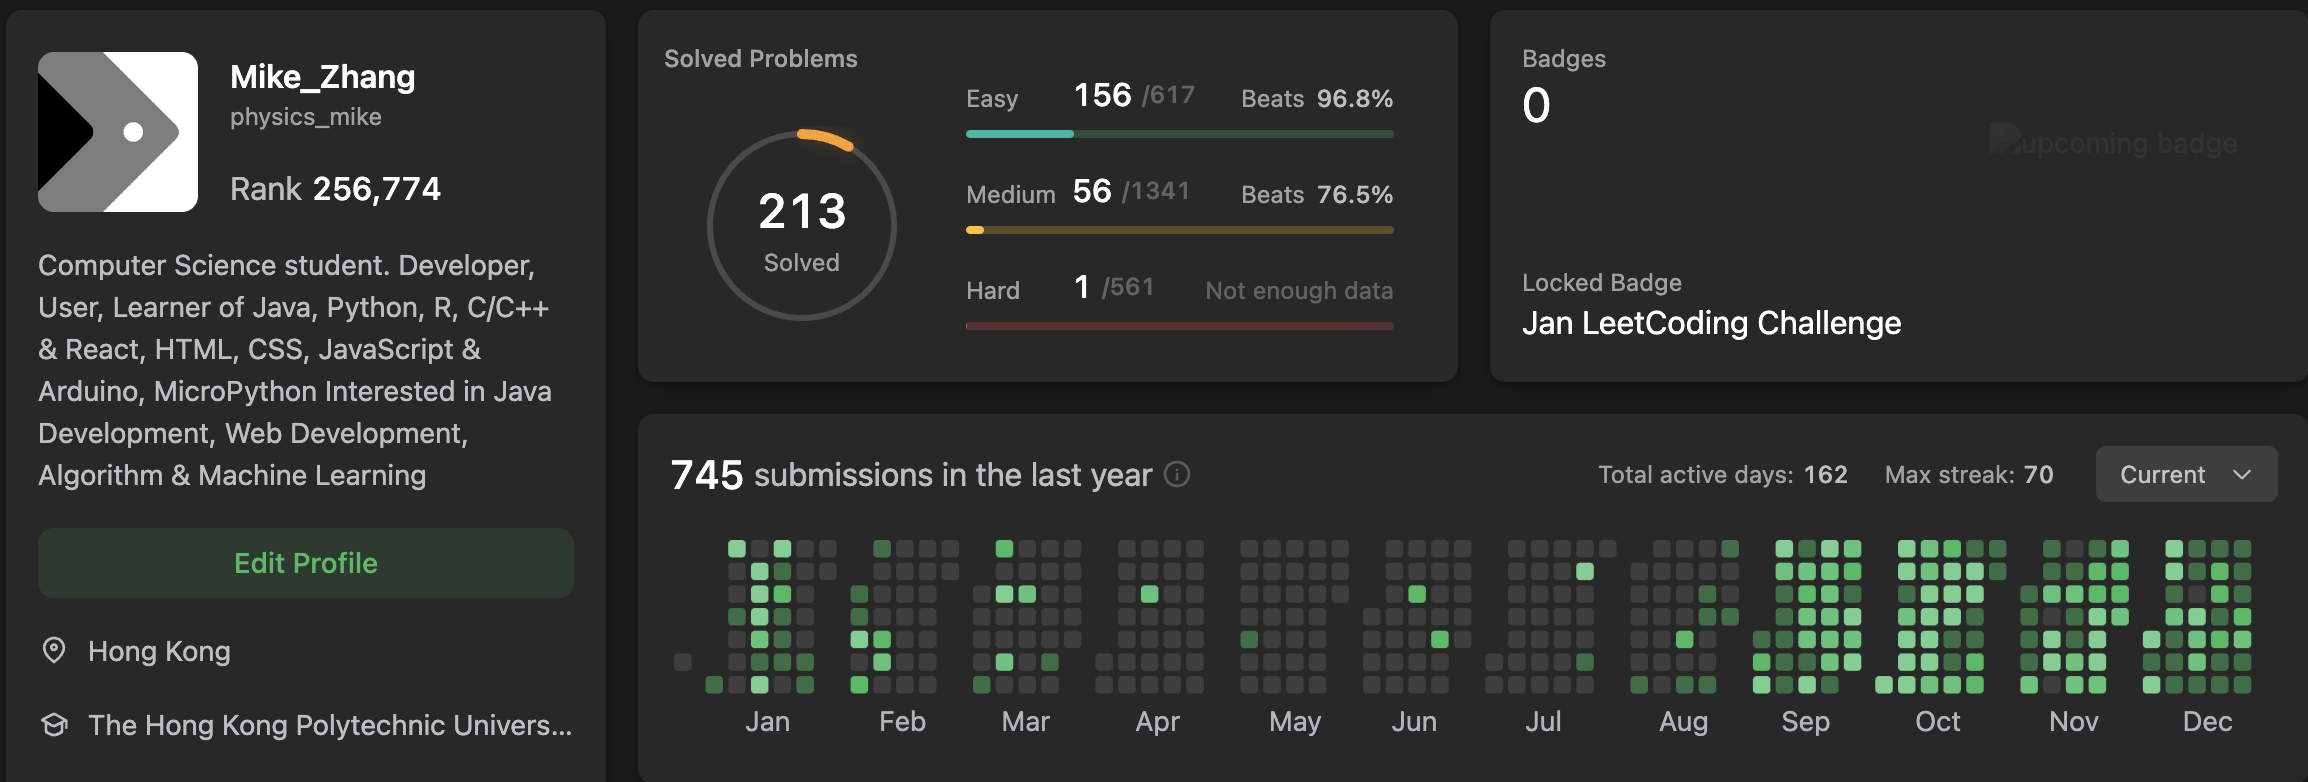 Mike_Zhang
physics_mike
Rank 256,774
Computer Science student. Developer,
User, Learner of Java, Python, R, C/C++
& React, HTML, CSS, JavaScript &
Arduino, MicroPython Interested in Java
Development, Web Development,
Algorithm & Machine Learning
Edit Profile
Hong Kong
The Hong Kong Polytechnic Univers...
Solved Problems
213
Solved
Easy 156 /617 Beats 96.8%
Medium 56 /1341 Beats 76.5%
Hard 1 /561 Not enough data
Badges
0
upcoming badge
Locked Badge
Jan LeetCoding Challenge
745 submissions in the last year
Total active days: 162 Max streak: 70 Current
Jan Feb Mar Apr May Jun Jul Aug Sep Oct Nov Dec